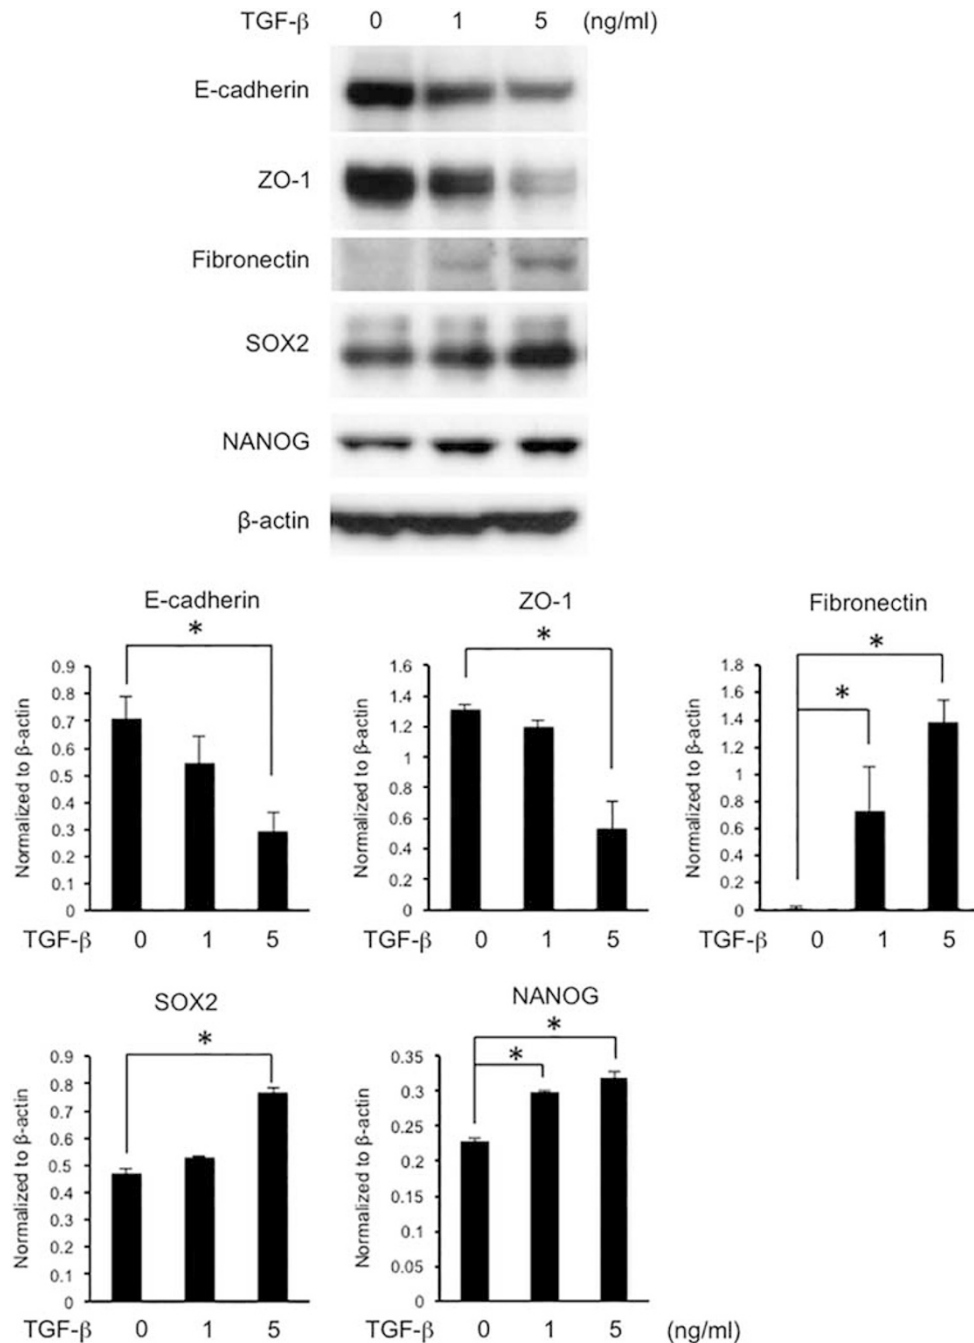 TGF-β 0 1 5 (ng/ml)
E-cadherin
ZO-1
Fibronectin
SOX2
NANOG
β-actin
E-cadherin
*
Normalized to β-actin
0.9
0.8
0.7
0.6
0.5
0.4
0.3
0.2
0.1
0
TGF-β 0 1 5
ZO-1
*
Normalized to β-actin
1.6
1.4
1.2
1
0.8
0.6
0.4
0.2
0
TGF-β 0 1 5
Fibronectin
*
*
Normalized to β-actin
1.8
1.6
1.4
1.2
1
0.8
0.6
0.4
0.2
0
TGF-β 0 1 5
SOX2
*
Normalized to β-actin
0.9
0.8
0.7
0.6
0.5
0.4
0.3
0.2
0.1
0
TGF-β 0 1 5
NANOG
*
*
Normalized to β-actin
0.35
0.3
0.25
0.2
0.15
0.1
0.05
0
TGF-β 0 1 5 (ng/ml)